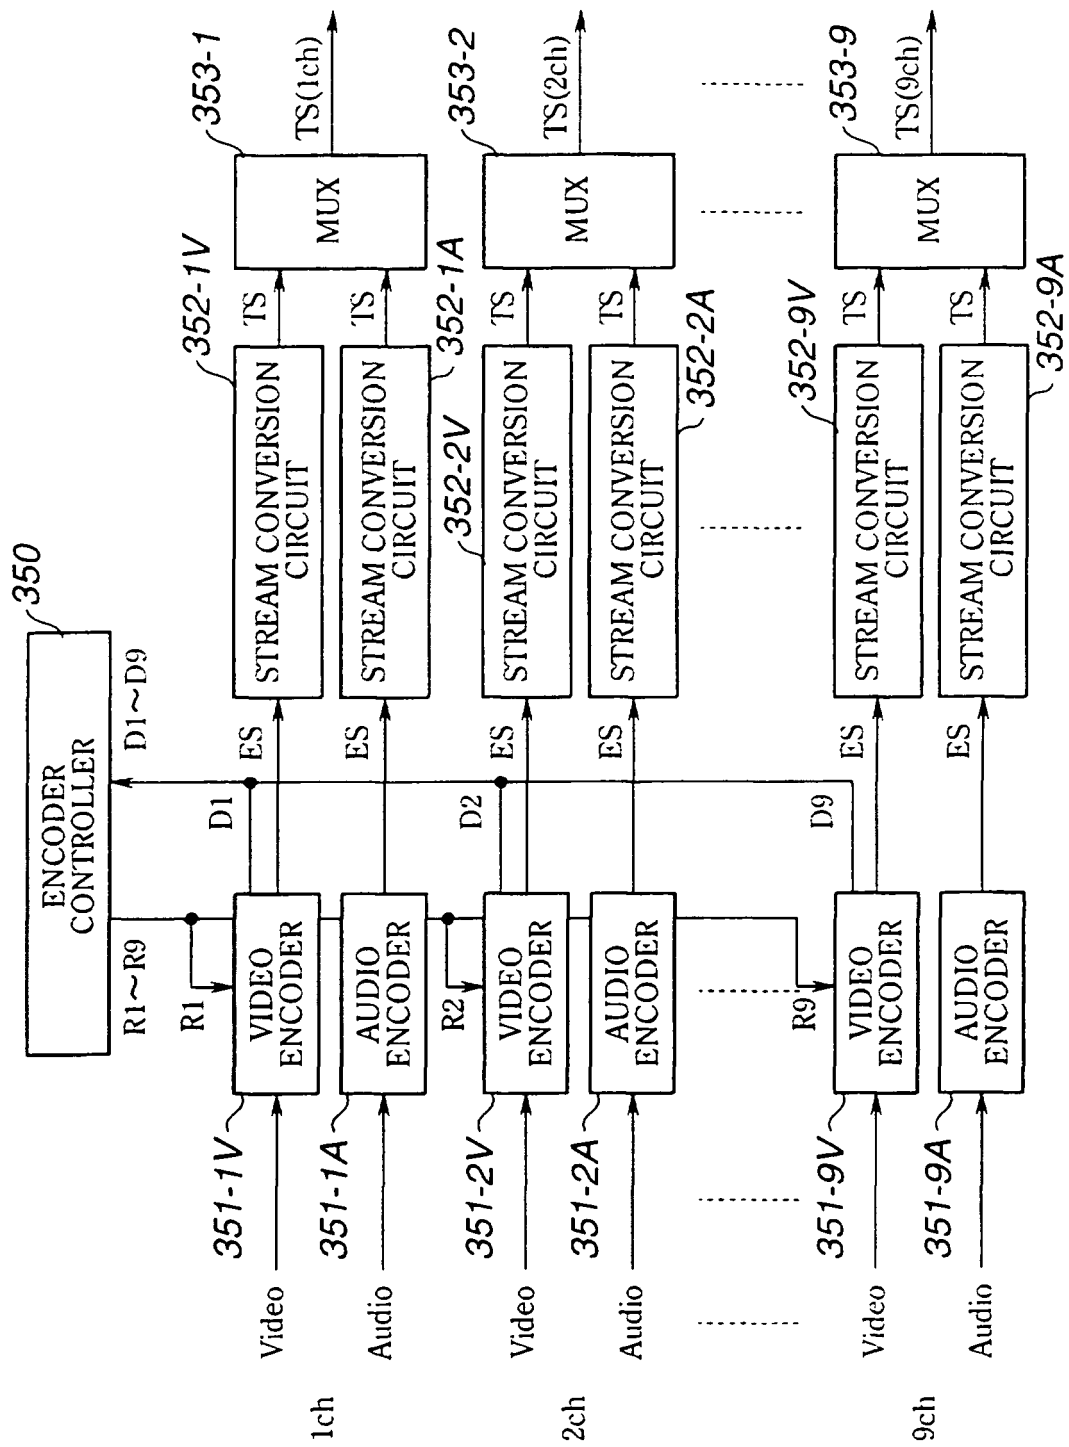 350
ENCODER
CONTROLLER
R1~R9
D1~D9
1ch
Video
351-1V
R1
VIDEO
ENCODER
D1
ES
STREAM CONVERSION
CIRCUIT
352-1V
TS
Audio
351-1A
AUDIO
ENCODER
ES
STREAM CONVERSION
CIRCUIT
352-1A
TS
MUX
353-1
TS(1ch)
2ch
Video
351-2V
R2
VIDEO
ENCODER
D2
ES
352-2V
STREAM CONVERSION
CIRCUIT
TS
Audio
351-2A
AUDIO
ENCODER
ES
STREAM CONVERSION
CIRCUIT
352-2A
TS
MUX
353-2
TS(2ch)
9ch
Video
351-9V
R9
VIDEO
ENCODER
D9
ES
STREAM CONVERSION
CIRCUIT
352-9V
TS
Audio
351-9A
AUDIO
ENCODER
ES
STREAM CONVERSION
CIRCUIT
352-9A
TS
MUX
353-9
TS(9ch)